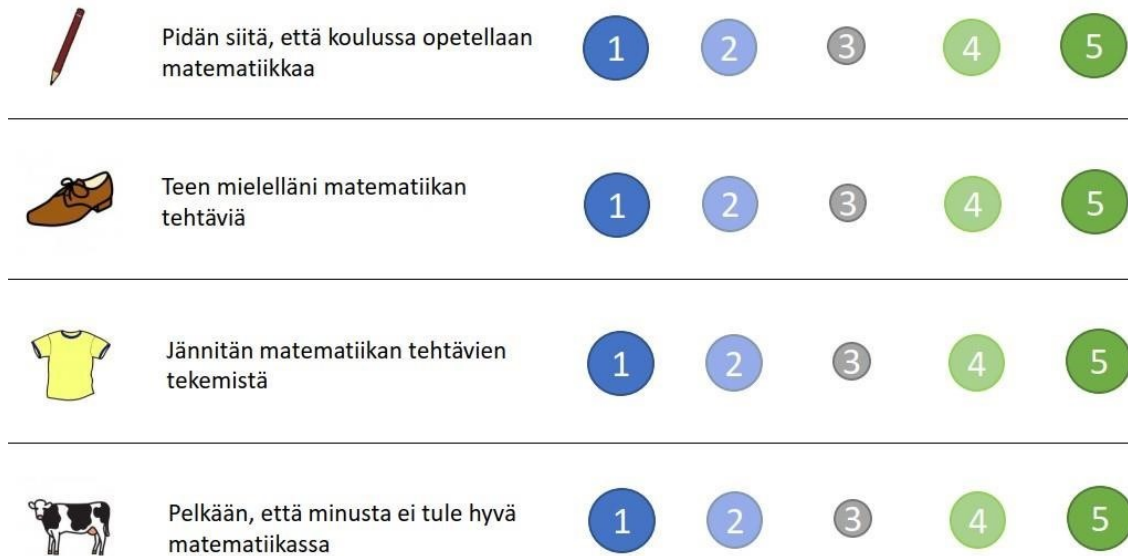 Pidän siitä, että koulussa opetellaan
matematiikkaa
1 2 3 4 5
Teen mielelläni matematiikan
tehtäviä
1 2 3 4 5
Jännitän matematiikan tehtävien
tekemistä
1 2 3 4 5
Pelkään, että minusta ei tule hyvä
matematiikassa
1 2 3 4 5